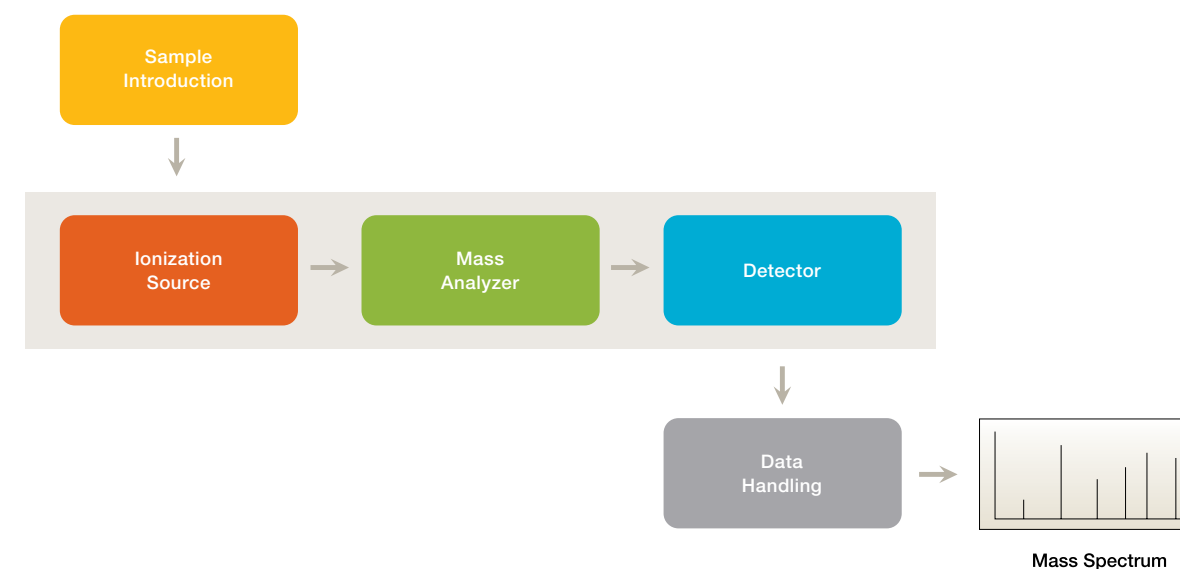 Sample
Introduction
Ionization
Source
Mass
Analyzer
Detector
Data
Handling
Mass Spectrum